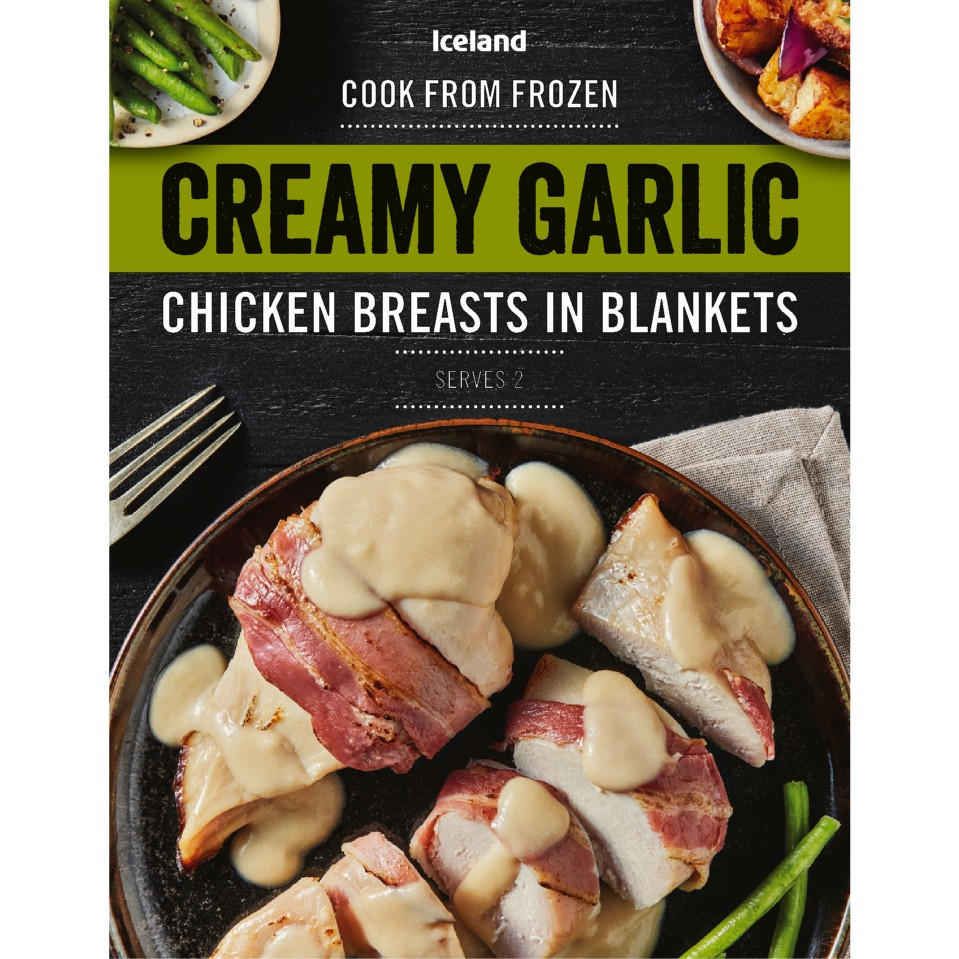 Iceland
COOK FROM FROZEN
CREAMY GARLIC
CHICKEN BREASTS IN BLANKETS
SERVES 2